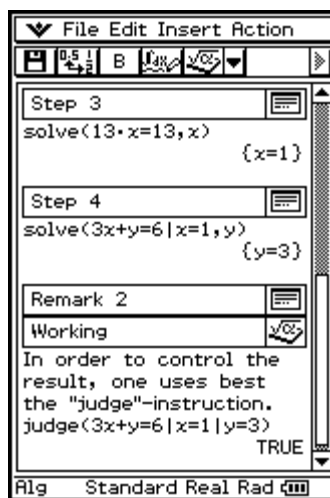 File Edit Insert Action
B
Step 3
solve(13·x=13,x)
{x=1}
Step 4
solve(3x+y=6|x=1,y)
{y=3}
Remark 2
Working
In order to control the
result, one uses best
the "judge"-instruction.
judge(3x+y=6|x=1|y=3)
TRUE
Alg Standard Real Rad